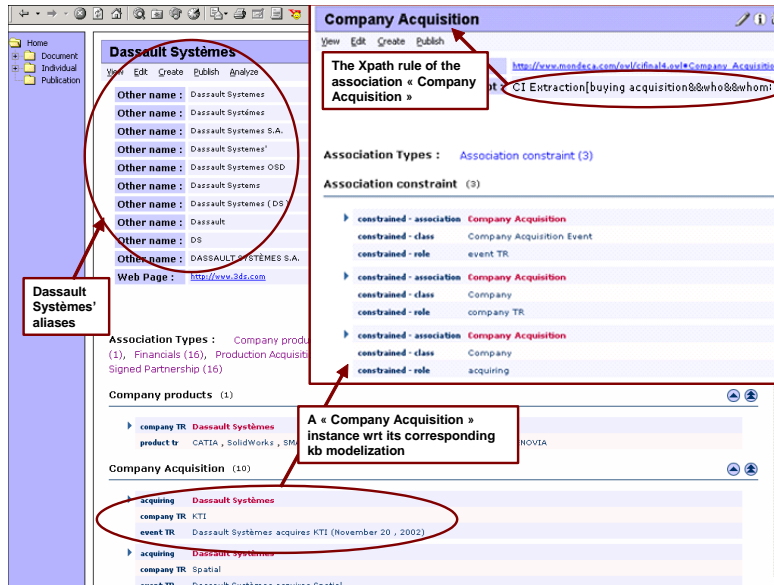 Home
Document
Individual
Publication
Dassault Systèmes
View Edit Create Publish Analyze
Other name : Dassault Systemes
Other name : Dassault Systémes
Other name : Dassault Systemes S.A.
Other name : Dassault Systemes'
Other name : Dassault Systemes OSD
Other name : Dassault Systems
Other name : Dassault Systemes ( DS )
Other name : Dassault
Other name : DS
Other name : DASSAULT SYSTÈMES S.A.
Web Page : http://www.3ds.com
Dassault
Systèmes'
aliases
Association Types : Company produ
(1), Financials (16), Production Acquisiti
Signed Partnership (16)
Company products (1)
company TR Dassault Systèmes
product tr CATIA , SolidWorks , SMA
NOVIA
Company Acquisition (10)
acquiring Dassault Systèmes
company TR KTI
event TR Dassault Systèmes acquires KTI (November 20 , 2002)
acquiring Dassault Systèmes
company TR Spatial
event TR Dassault Systèmes acquires Spatial
Company Acquisition
View Edit Create Publish
http://www.mondeca.com/owl/cifinal4.owl#Company_Acquisitio
The Xpath rule of the
association « Company
Acquisition »
pt : CI Extraction[buying acquisition&&who&&whom]
Association Types : Association constraint (3)
Association constraint (3)
constrained - association Company Acquisition
constrained - class Company Acquisition Event
constrained - role event TR
constrained - association Company Acquisition
constrained - class Company
constrained - role company TR
constrained - association Company Acquisition
constrained - class Company
constrained - role acquiring
A « Company Acquisition »
instance wrt its corresponding
kb modelization